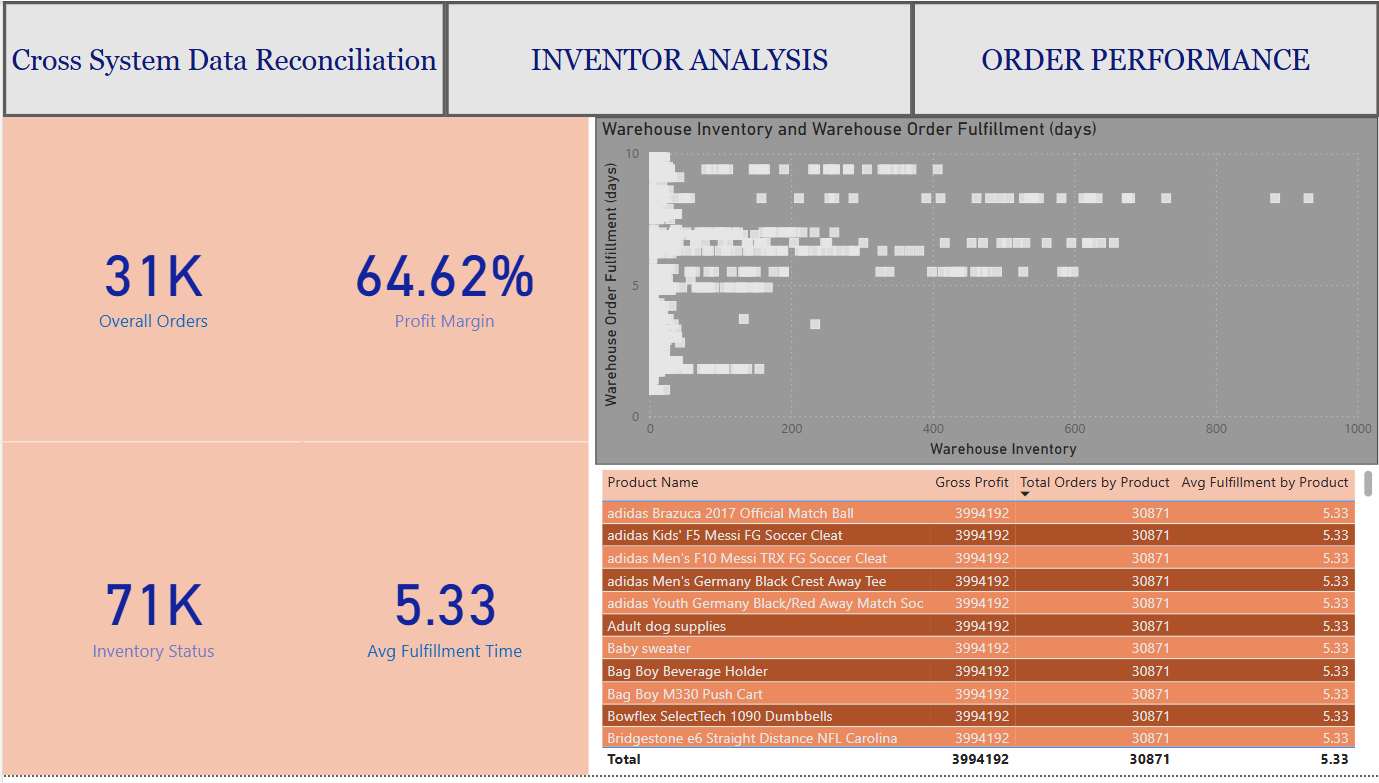 Cross System Data Reconciliation
INVENTOR ANALYSIS
ORDER PERFORMANCE
31K
Overall Orders
64.62%
Profit Margin
71K
Inventory Status
5.33
Avg Fulfillment Time
Warehouse Inventory and Warehouse Order Fulfillment (days)
Warehouse Order Fulfillment (days)
10
5
0
0 200 400 600 800 1000
Warehouse Inventory
Product Name Gross Profit Total Orders by Product Avg Fulfillment by Product
adidas Brazuca 2017 Official Match Ball 3994192 30871 5.33
adidas Kids' F5 Messi FG Soccer Cleat 3994192 30871 5.33
adidas Men's F10 Messi TRX FG Soccer Cleat 3994192 30871 5.33
adidas Men's Germany Black Crest Away Tee 3994192 30871 5.33
adidas Youth Germany Black/Red Away Match Soc 3994192 30871 5.33
Adult dog supplies 3994192 30871 5.33
Baby sweater 3994192 30871 5.33
Bag Boy Beverage Holder 3994192 30871 5.33
Bag Boy M330 Push Cart 3994192 30871 5.33
Bowflex SelectTech 1090 Dumbbells 3994192 30871 5.33
Bridgestone e6 Straight Distance NFL Carolina 3994192 30871 5.33
Total 3994192 30871 5.33